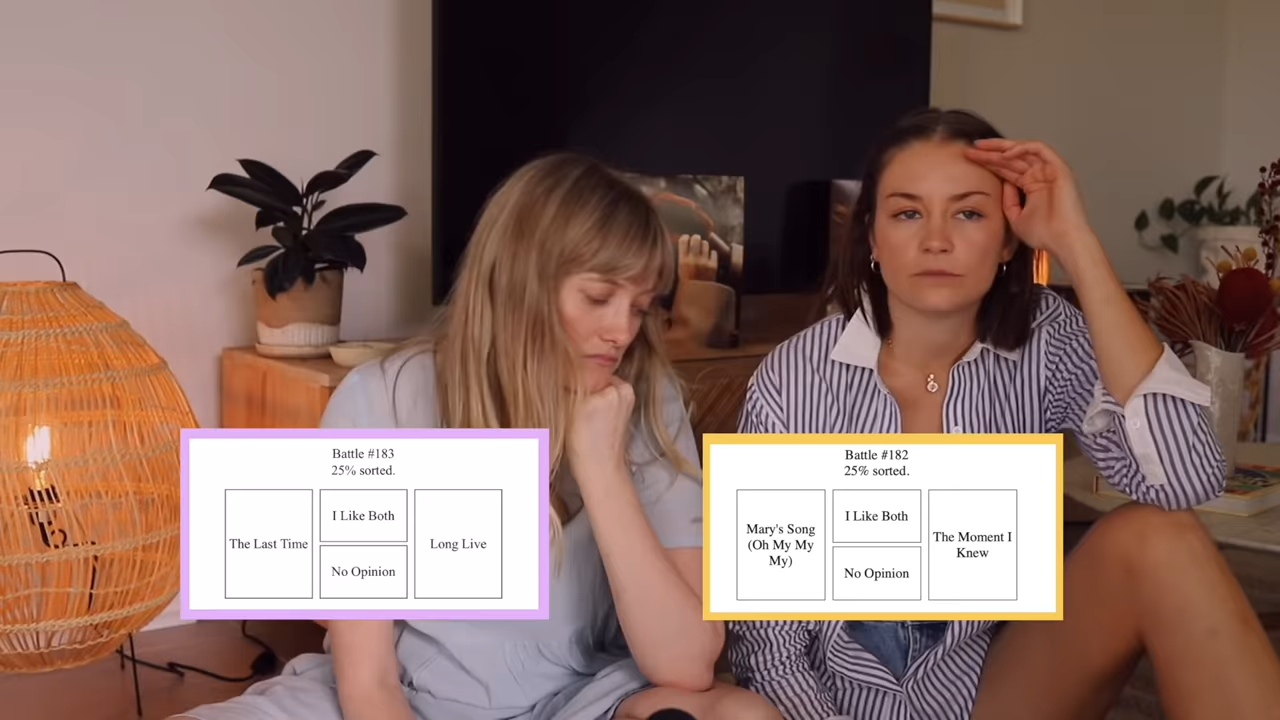 Battle #183
25% sorted.
The Last Time
I Like Both
No Opinion
Long Live
Battle #182
25% sorted.
Mary's Song
(Oh My My
My)
I Like Both
No Opinion
The Moment I
Knew